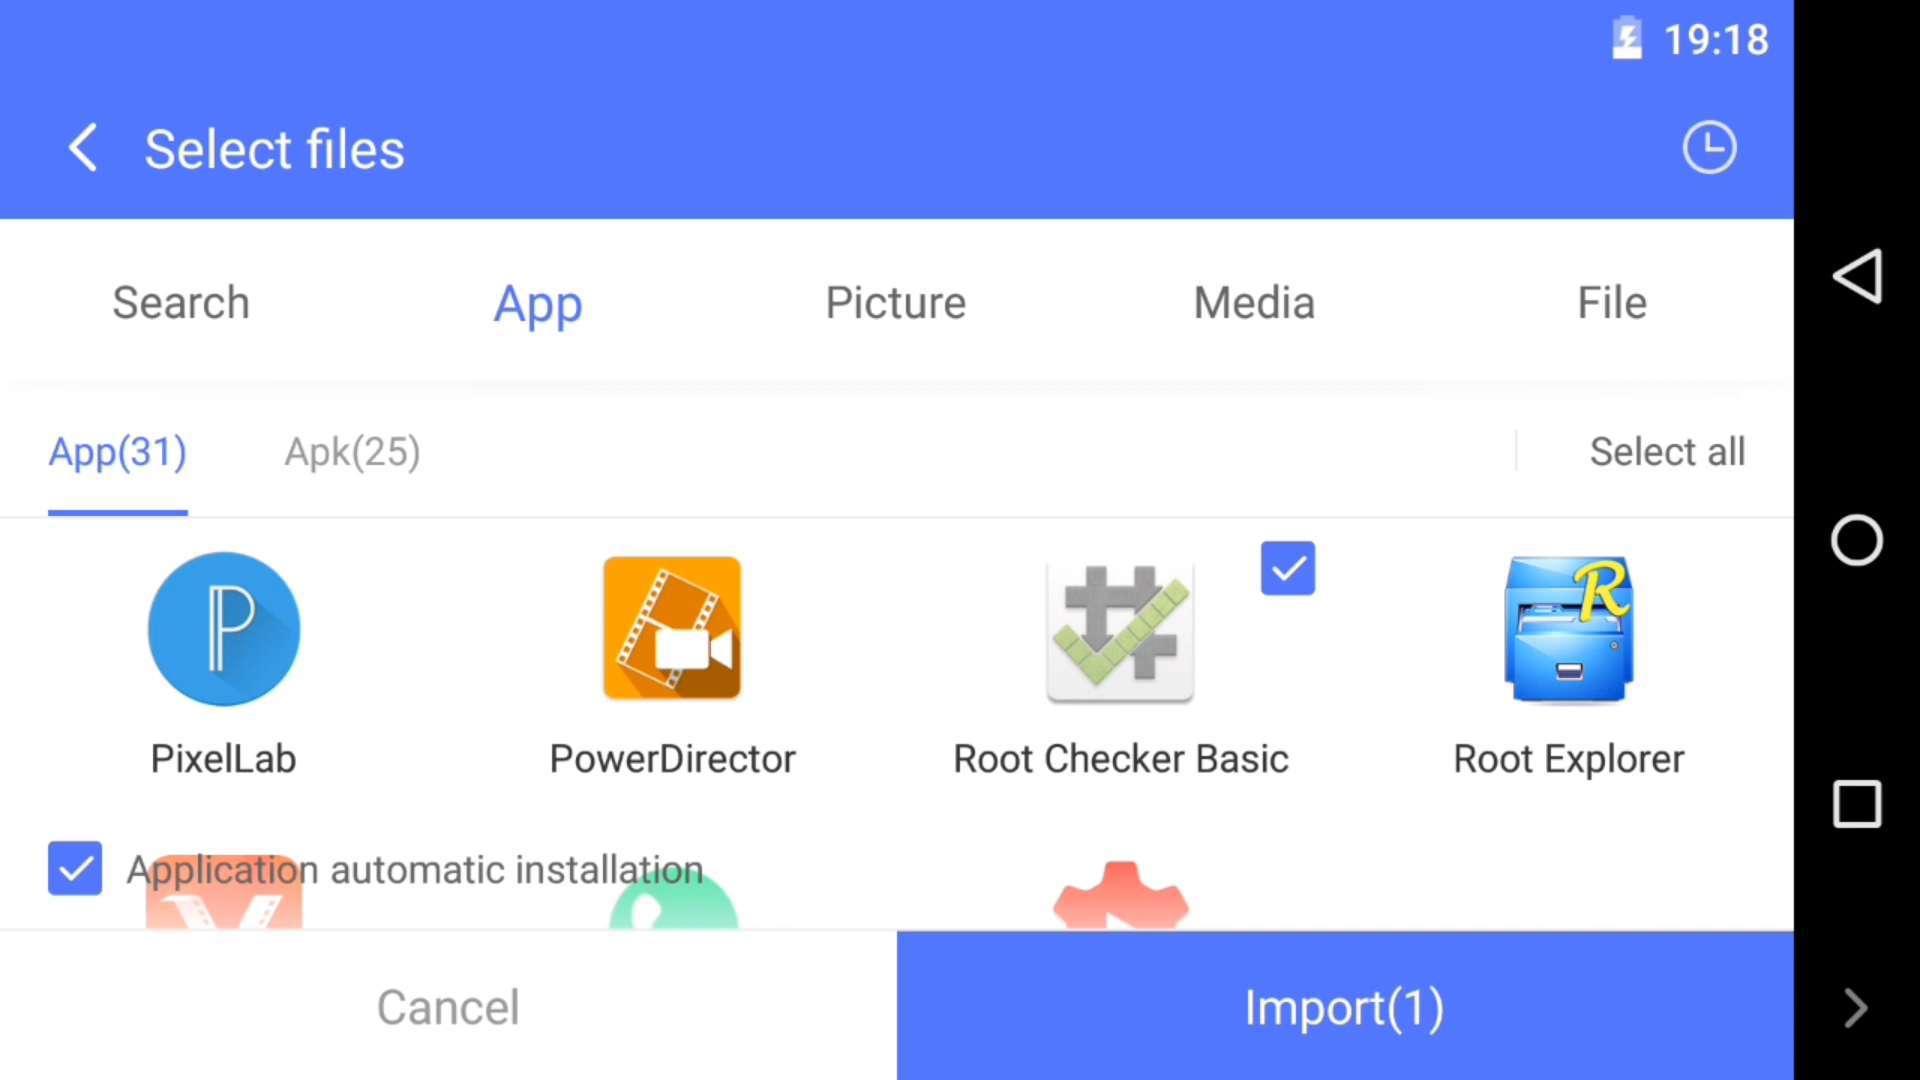 19:18
Select files
Search App Picture Media File
App(31) Apk(25) Select all
PixelLab PowerDirector Root Checker Basic Root Explorer
Application automatic installation
Cancel Import(1)